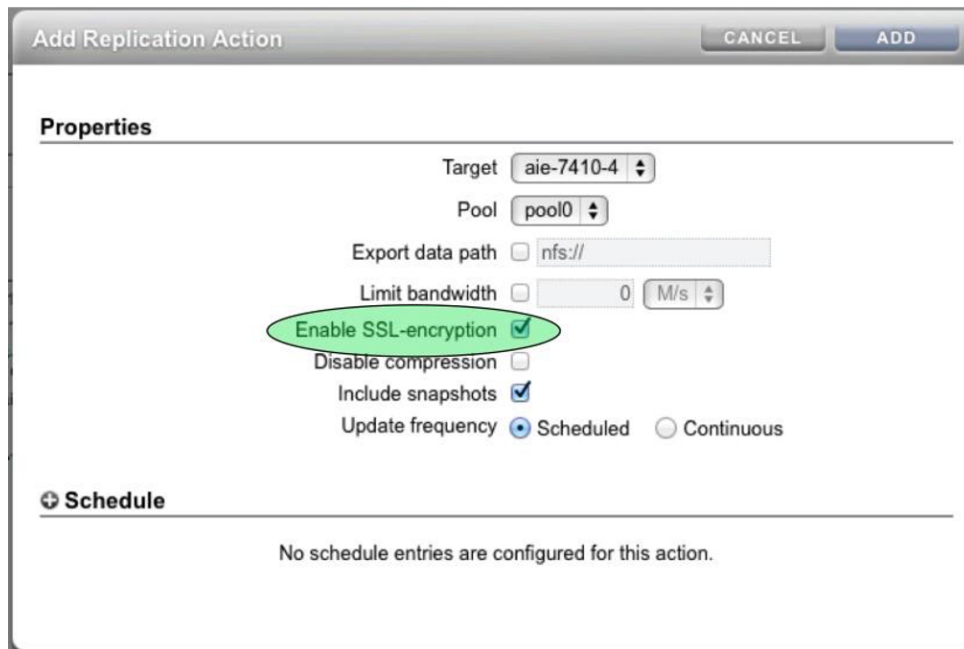 Add Replication Action CANCEL ADD
Properties
Target aie-7410-4
Pool pool0
Export data path nfs://
Limit bandwidth 0 M/s
Enable SSL-encryption
Disable compression
Include snapshots
Update frequency Scheduled Continuous
Schedule
No schedule entries are configured for this action.